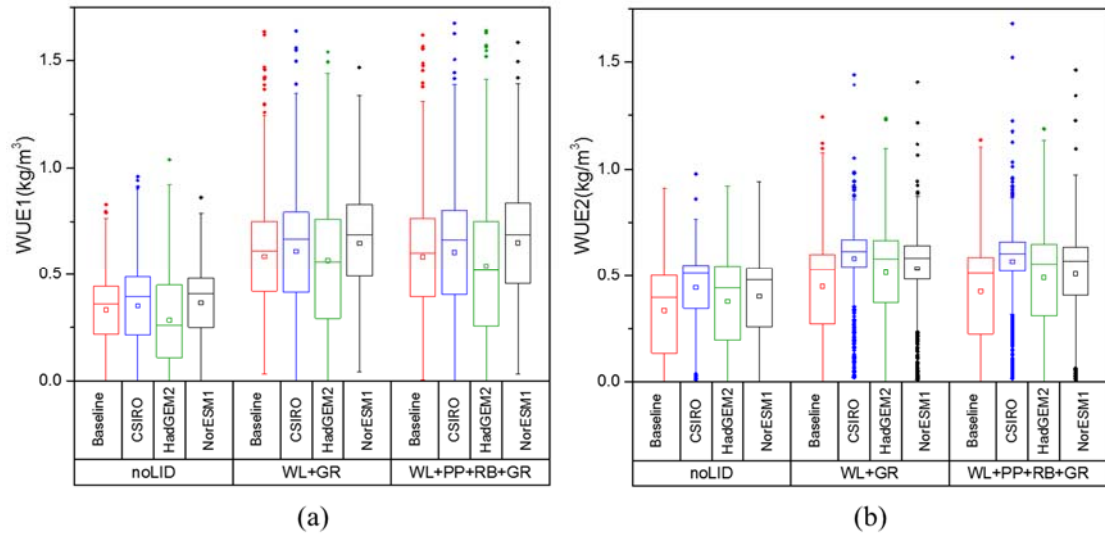 WUE1(kg/m³)
1.5
1.0
0.5
0.0
Baseline
CSIRO
HadGEM2
NorESM1
Baseline
CSIRO
HadGEM2
NorESM1
Baseline
CSIRO
HadGEM2
NorESM1
noLID
WL+GR
WL+PP+RB+GR
(a)
WUE2(kg/m³)
1.5
1.0
0.5
0.0
Baseline
CSIRO
HadGEM2
NorESM1
Baseline
CSIRO
HadGEM2
NorESM1
Baseline
CSIRO
HadGEM2
NorESM1
noLID
WL+GR
WL+PP+RB+GR
(b)